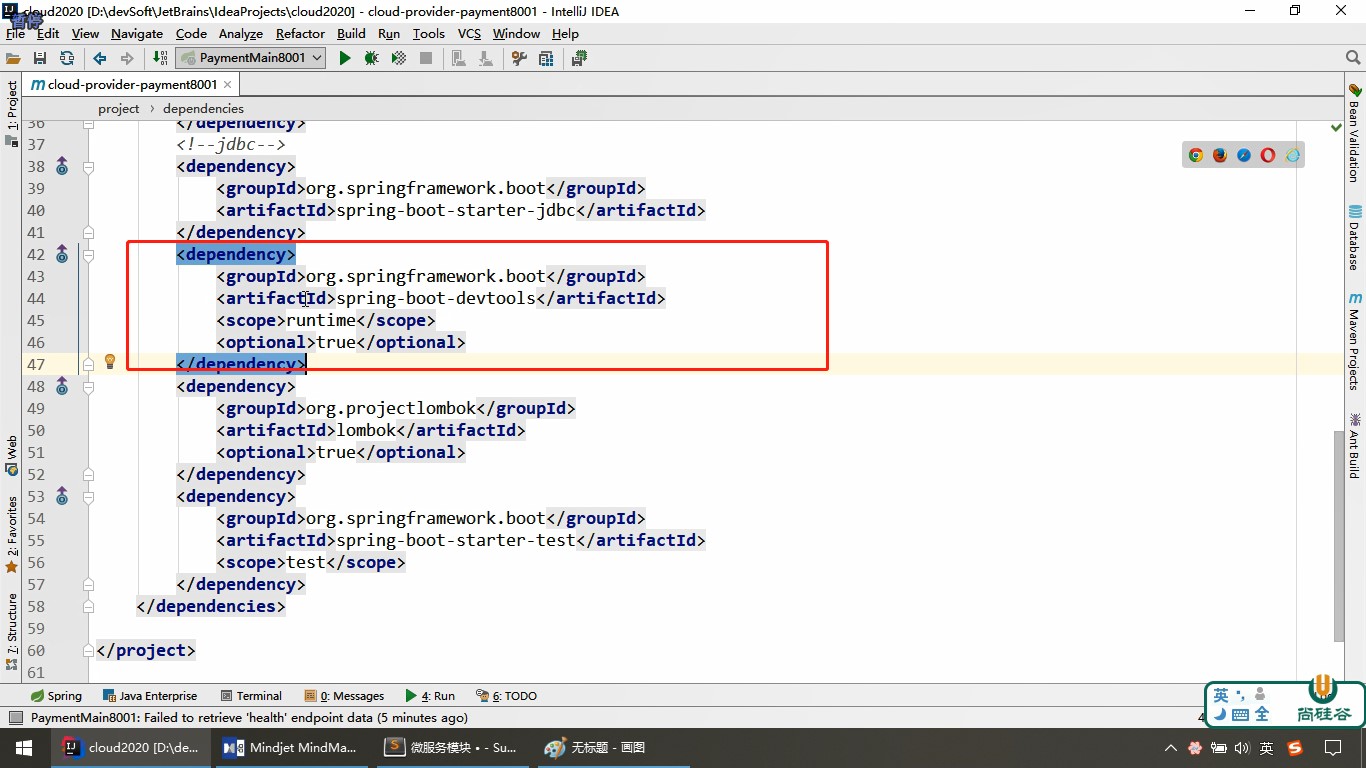 cloud2020 [D:\devSoft\JetBrains\IdeaProjects\cloud2020] - cloud-provider-payment8001 - IntelliJ IDEA
暂停
File Edit View Navigate Code Analyze Refactor Build Run Tools VCS Window Help
PaymentMain8001
m cloud-provider-payment8001
project › dependencies
1: Project
Web
2: Favorites
7: Structure
Bean Validation
Database
m Maven Projects
Ant Build
36 </dependency>
37 <!--jdbc-->
38 <dependency>
39 <groupId>org.springframework.boot</groupId>
40 <artifactId>spring-boot-starter-jdbc</artifactId>
41 </dependency>
42 <dependency>
43 <groupId>org.springframework.boot</groupId>
44 <artifactId>spring-boot-devtools</artifactId>
45 <scope>runtime</scope>
46 <optional>true</optional>
47 </dependency>
48 <dependency>
49 <groupId>org.projectlombok</groupId>
50 <artifactId>lombok</artifactId>
51 <optional>true</optional>
52 </dependency>
53 <dependency>
54 <groupId>org.springframework.boot</groupId>
55 <artifactId>spring-boot-starter-test</artifactId>
56 <scope>test</scope>
57 </dependency>
58 </dependencies>
59
60 </project>
61
Spring Java Enterprise Terminal 0: Messages 4: Run 6: TODO
PaymentMain8001: Failed to retrieve 'health' endpoint data (5 minutes ago)
英 全 尚硅谷
cloud2020 [D:\de... Mindjet MindMa... 微服务模块 • - Su... 无标题 - 画图 英